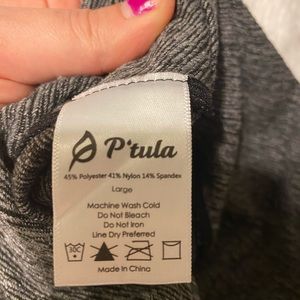 P'tula
45% Polyester 41% Nylon 14% Spandex
Large
Machine Wash Cold
Do Not Bleach
Do Not Iron
Line Dry Preferred
30C
Made In China